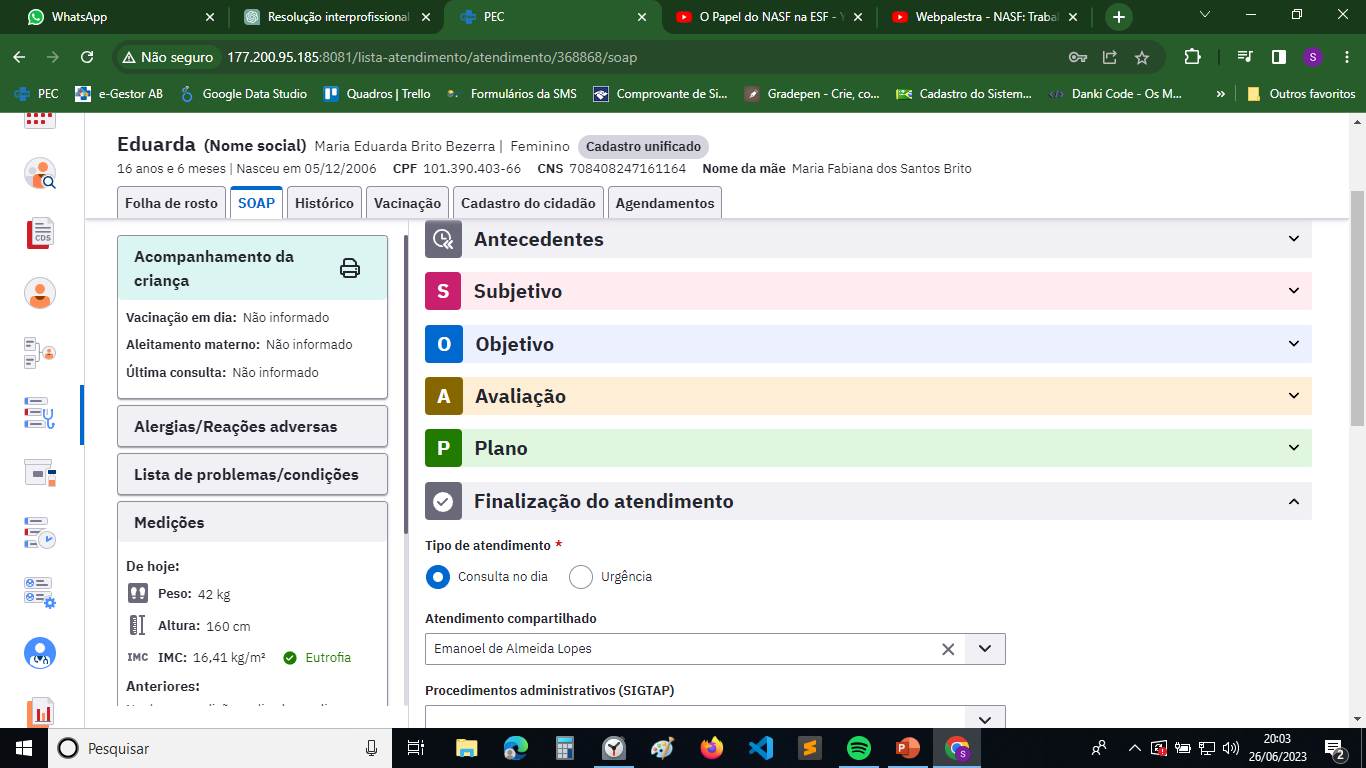 WhatsApp
Resolução interprofissional
PEC
O Papel do NASF na ESF -
Webpalestra - NASF: Traba
Não seguro
177.200.95.185:8081/lista-atendimento/atendimento/368868/soap
S
PEC
e-Gestor AB
Google Data Studio
Quadros | Trello
Formulários da SMS
Comprovante de Si...
Gradepen - Crie, co...
Cadastro do Sistem...
Danki Code - Os M...
»
Outros favoritos
Eduarda (Nome social) Maria Eduarda Brito Bezerra | Feminino Cadastro unificado
16 anos e 6 meses | Nasceu em 05/12/2006 CPF 101.390.403-66 CNS 708408247161164 Nome da mãe Maria Fabiana dos Santos Brito
Folha de rosto
SOAP
Histórico
Vacinação
Cadastro do cidadão
Agendamentos
CDS
Acompanhamento da
criança
Vacinação em dia: Não informado
Aleitamento materno: Não informado
Última consulta: Não informado
Alergias/Reações adversas
Lista de problemas/condições
Medições
De hoje:
Peso: 42 kg
Altura: 160 cm
IMC IMC: 16,41 kg/m² Eutrofia
Anteriores:
Antecedentes
S Subjetivo
O Objetivo
A Avaliação
P Plano
Finalização do atendimento
Tipo de atendimento *
Consulta no dia
Urgência
Atendimento compartilhado
Emanoel de Almeida Lopes
Procedimentos administrativos (SIGTAP)
Pesquisar
20:03
26/06/2023
2